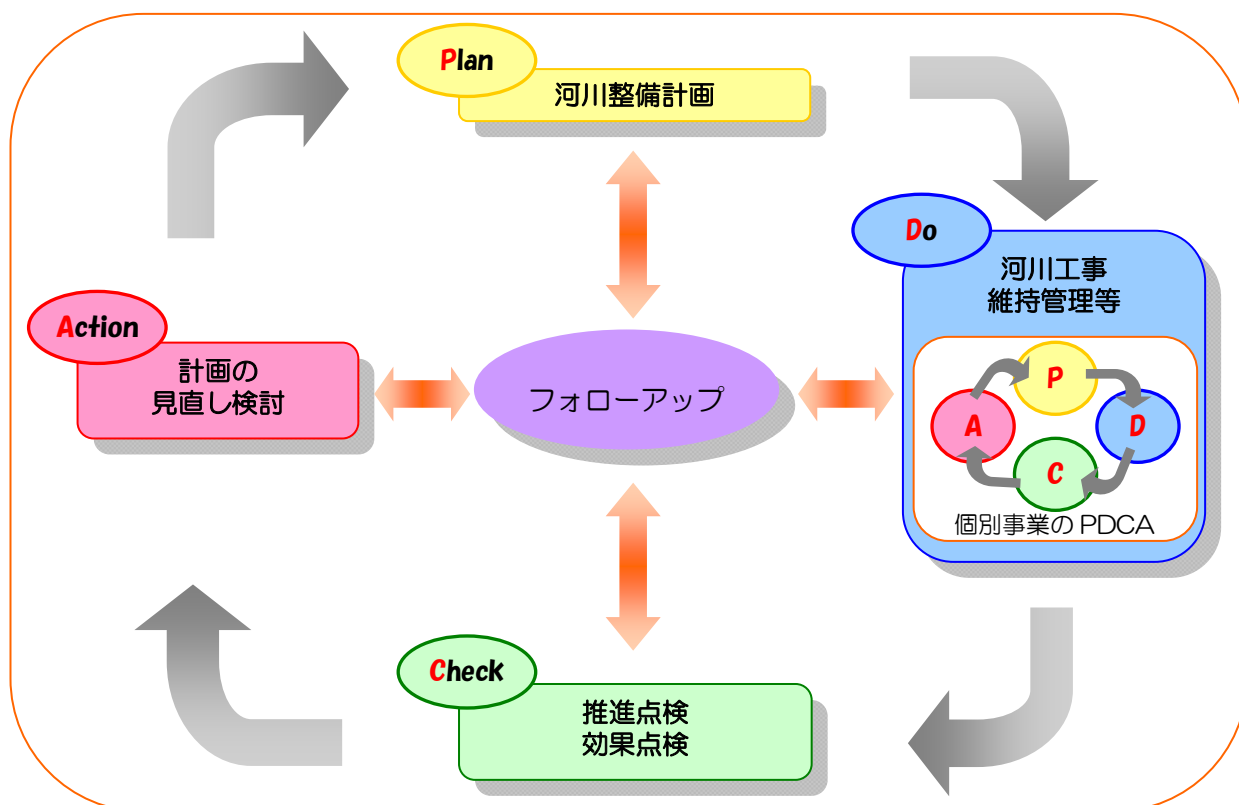 Plan
河川整備計画
Do
河川工事
維持管理等
P
A
D
C
個別事業のPDCA
Action
計画の
見直し検討
フォローアップ
Check
推進点検
効果点検